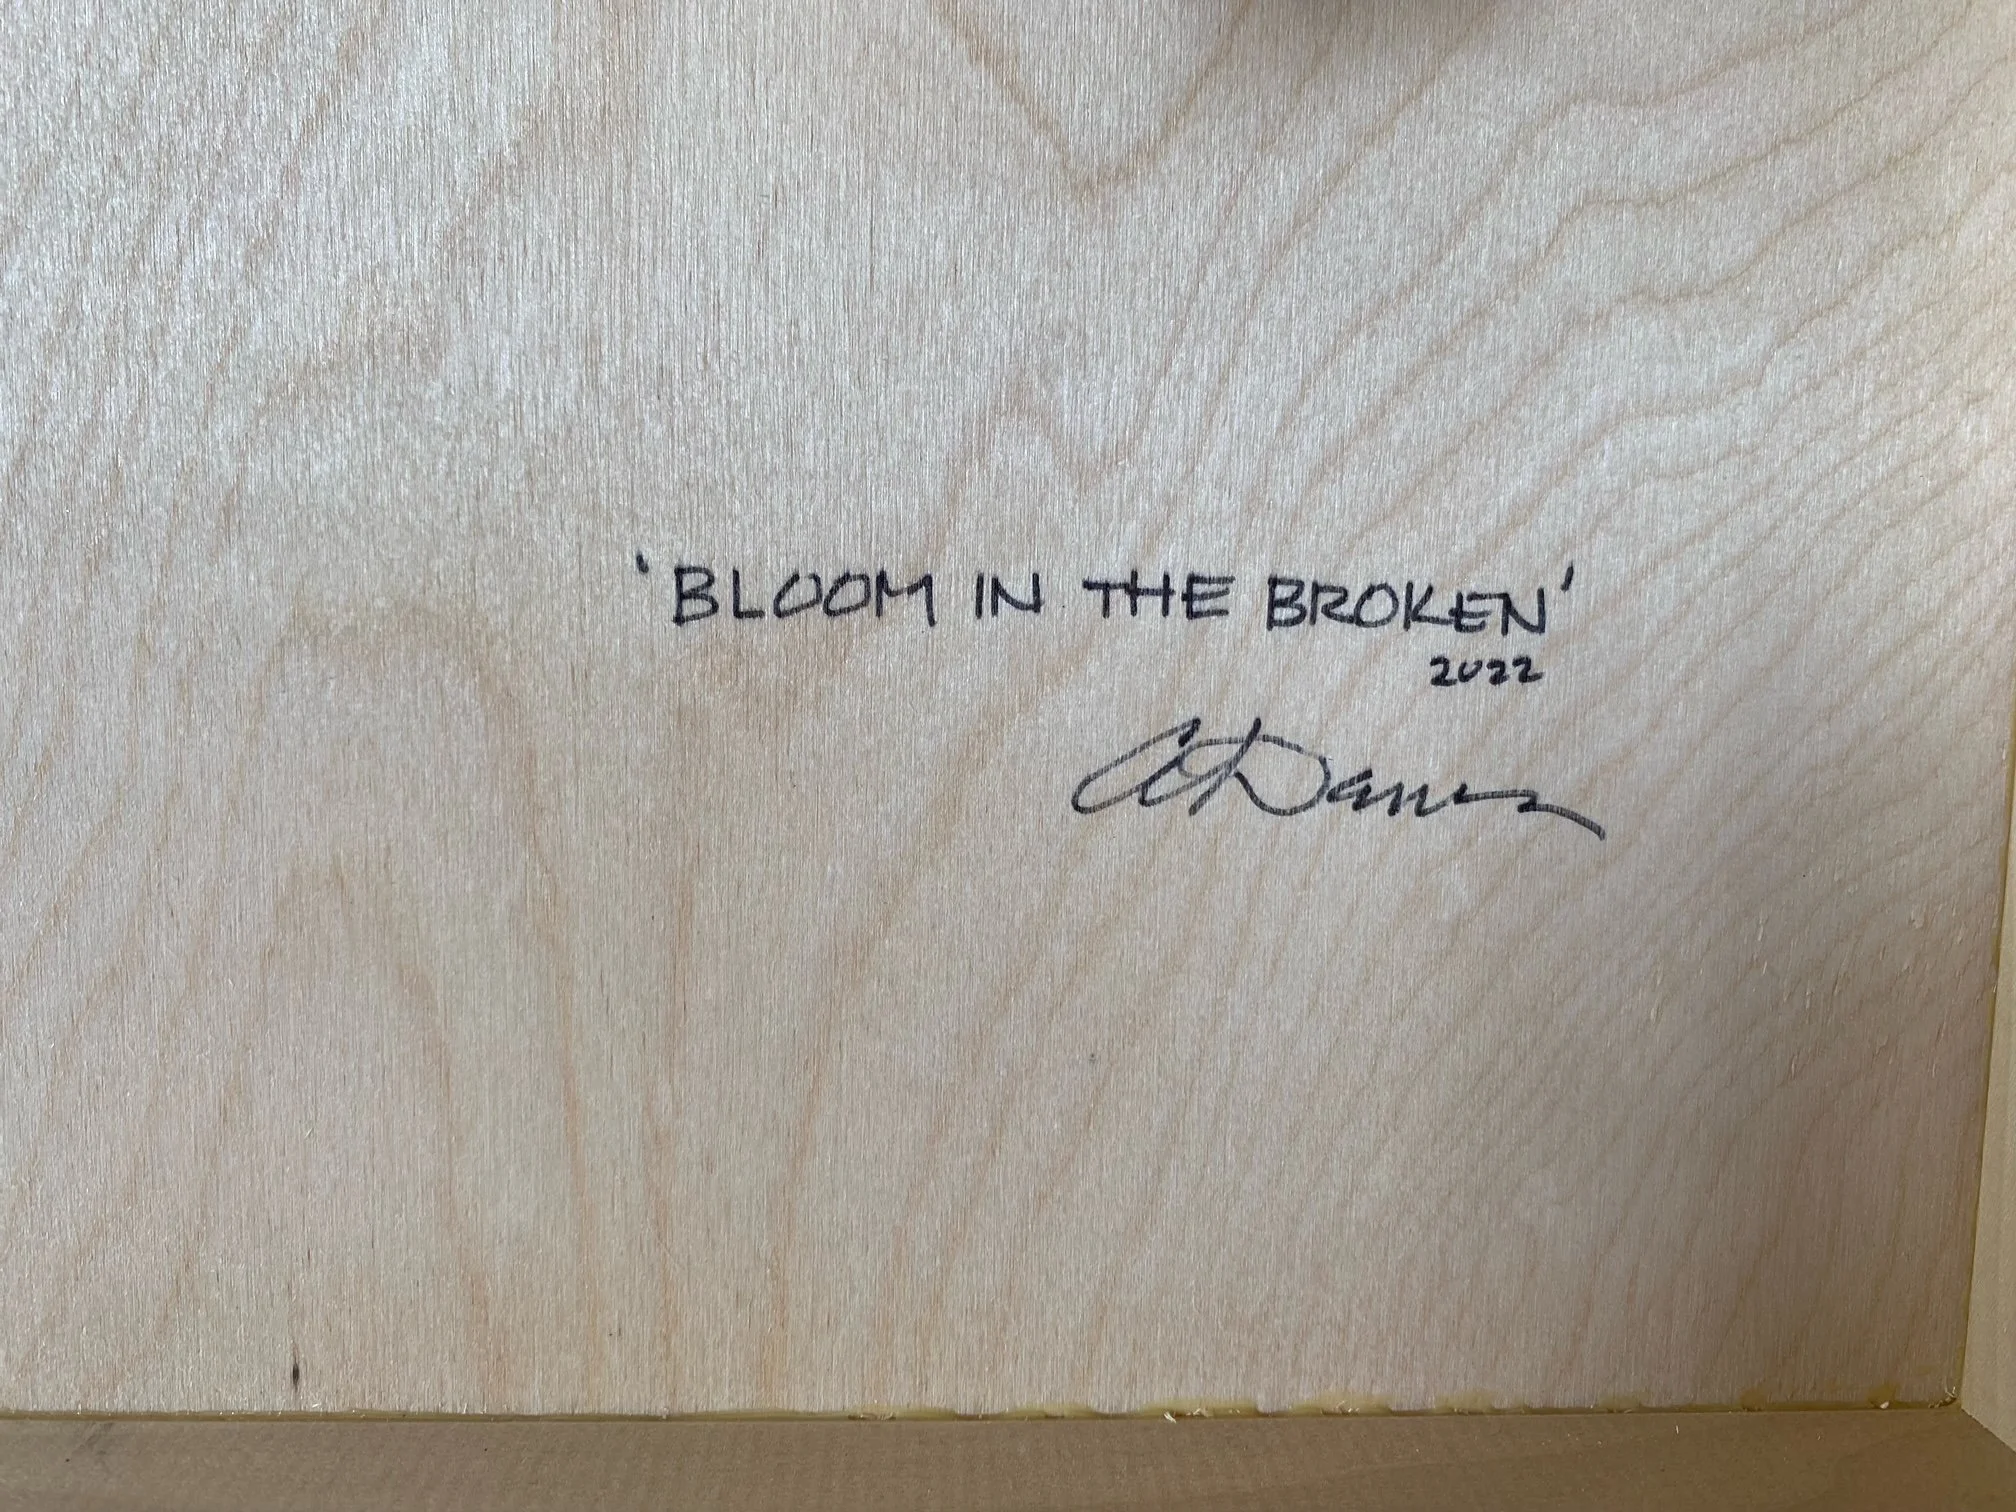 'BLOOM IN THE BROKEN'
2022